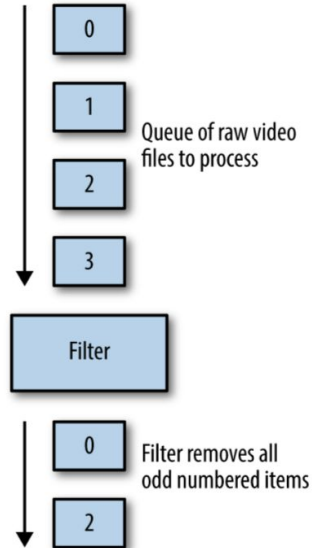 0
1
Queue of raw video
files to process
2
3
Filter
0
Filter removes all
odd numbered items
2